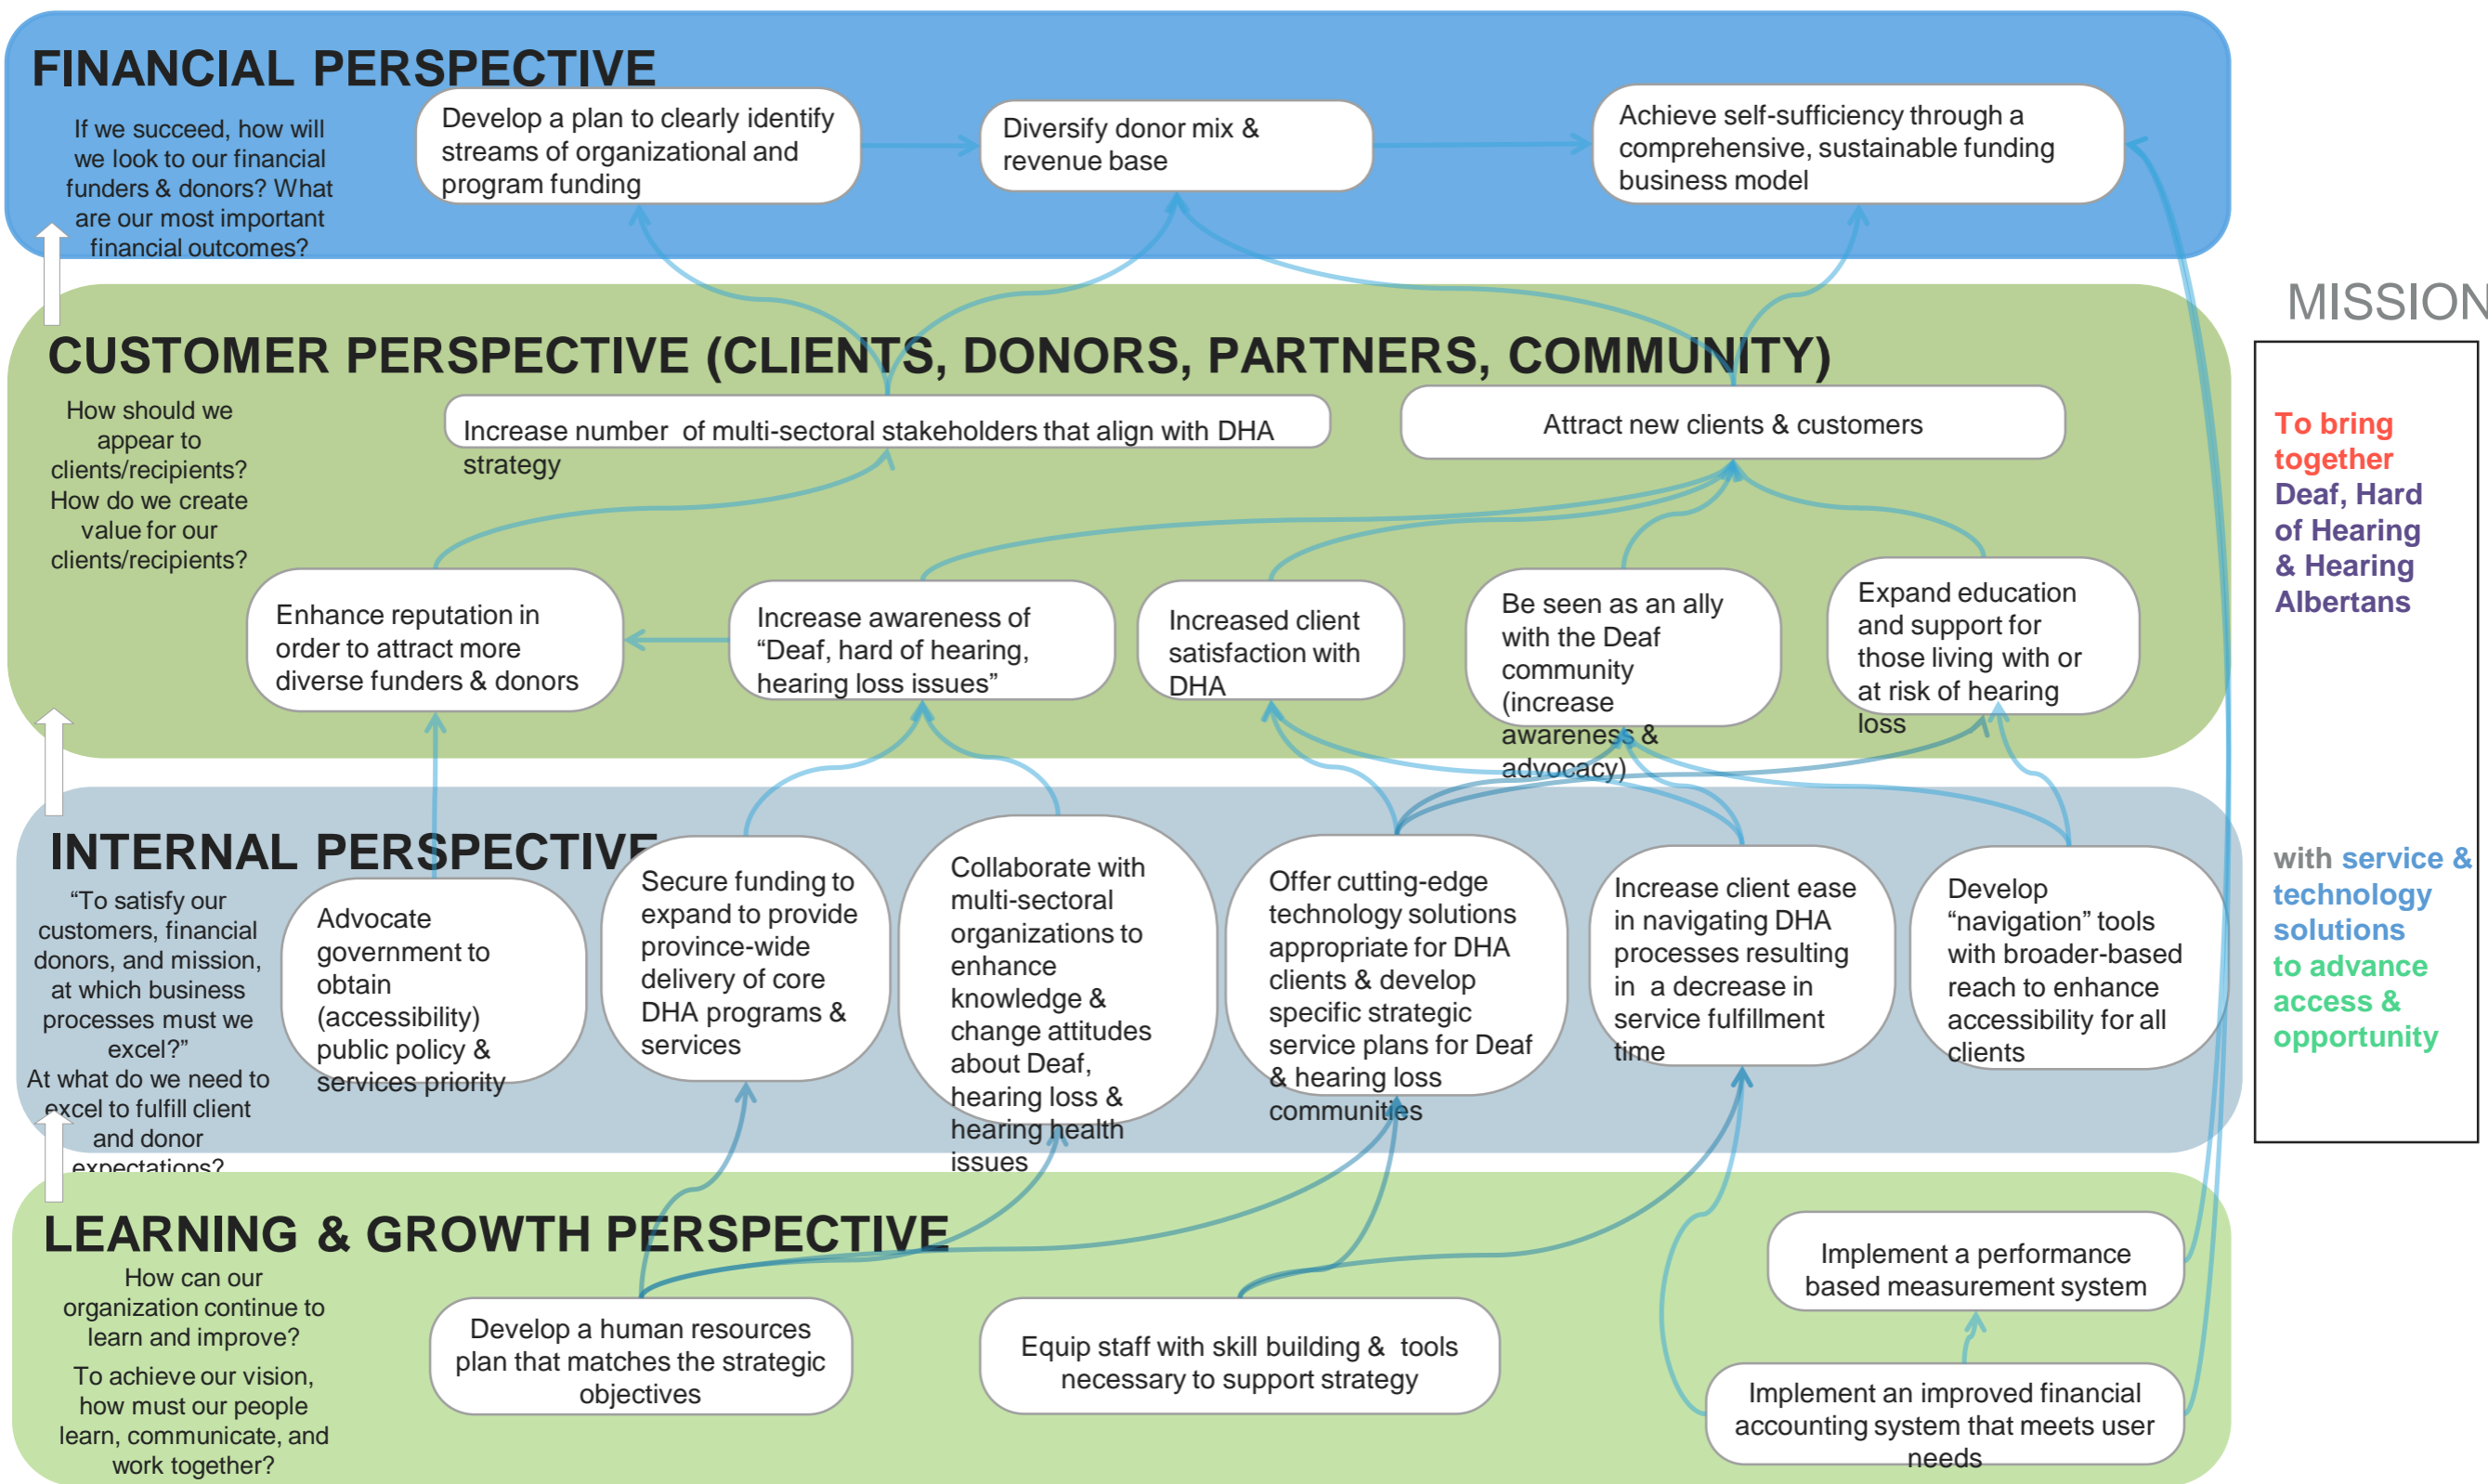 FINANCIAL PERSPECTIVE
If we succeed, how will
we look to our financial
funders & donors? What
are our most important
financial outcomes?
Develop a plan to clearly identify
streams of organizational and
program funding
Diversify donor mix &
revenue base
Achieve self-sufficiency through a
comprehensive, sustainable funding
business model
CUSTOMER PERSPECTIVE (CLIENTS, DONORS, PARTNERS, COMMUNITY)
How should we
appear to
clients/recipients?
How do we create
value for our
clients/recipients?
Increase number of multi-sectoral stakeholders that align with DHA
strategy
Attract new clients & customers
Enhance reputation in
order to attract more
diverse funders & donors
Increase awareness of
“Deaf, hard of hearing,
hearing loss issues”
Increased client
satisfaction with
DHA
Be seen as an ally
with the Deaf
community
(increase
awareness &
advocacy)
Expand education
and support for
those living with or
at risk of hearing
loss
INTERNAL PERSPECTIVE
“To satisfy our
customers, financial
donors, and mission,
at which business
processes must we
excel?”
At what do we need to
excel to fulfill client
and donor
expectations?
Advocate
government to
obtain
(accessibility)
public policy &
services priority
Secure funding to
expand to provide
province-wide
delivery of core
DHA programs &
services
Collaborate with
multi-sectoral
organizations to
enhance
knowledge &
change attitudes
about Deaf,
hearing loss &
hearing health
issues
Offer cutting-edge
technology solutions
appropriate for DHA
clients & develop
specific strategic
service plans for Deaf
& hearing loss
communities
Increase client ease
in navigating DHA
processes resulting
in a decrease in
service fulfillment
time
Develop
“navigation” tools
with broader-based
reach to enhance
accessibility for all
clients
LEARNING & GROWTH PERSPECTIVE
How can our
organization continue to
learn and improve?
To achieve our vision,
how must our people
learn, communicate, and
work together?
Develop a human resources
plan that matches the strategic
objectives
Equip staff with skill building & tools
necessary to support strategy
Implement a performance
based measurement system
Implement an improved financial
accounting system that meets user
needs
MISSION
To bring
together
Deaf, Hard
of Hearing
& Hearing
Albertans
with service &
technology
solutions
to advance
access &
opportunity